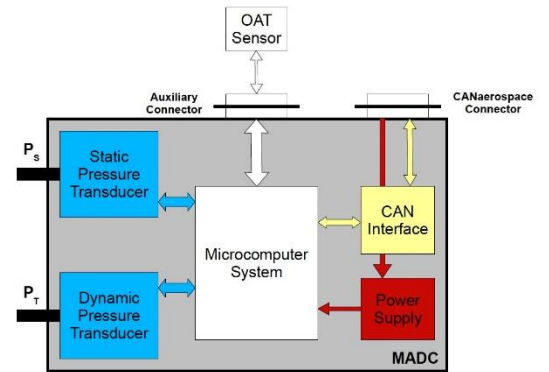 OAT
Sensor
Auxiliary
Connector
CANaerospace
Connector
PS
Static
Pressure
Transducer
CAN
Interface
Microcomputer
System
PT
Dynamic
Pressure
Transducer
Power
Supply
MADC